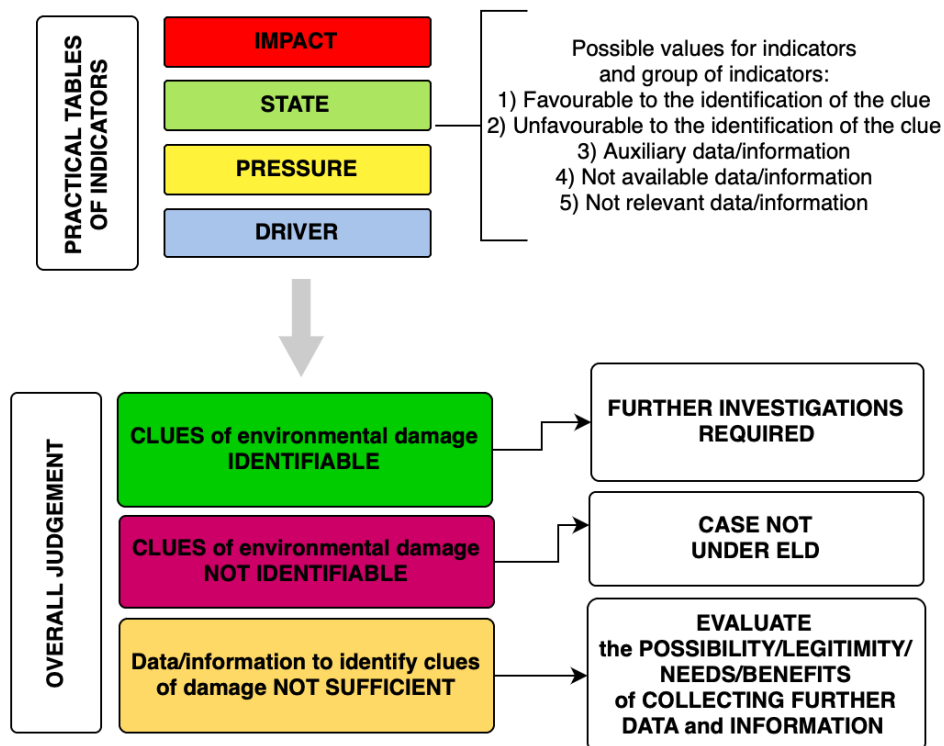 PRACTICAL TABLES
OF INDICATORS
IMPACT
STATE
PRESSURE
DRIVER
Possible values for indicators
and group of indicators:
1) Favourable to the identification of the clue
2) Unfavourable to the identification of the clue
3) Auxiliary data/information
4) Not available data/information
5) Not relevant data/information
OVERALL JUDGEMENT
CLUES of environmental damage
IDENTIFIABLE
FURTHER INVESTIGATIONS
REQUIRED
CLUES of environmental damage
NOT IDENTIFIABLE
CASE NOT
UNDER ELD
Data/information to identify clues
of damage NOT SUFFICIENT
EVALUATE
the POSSIBILITY/LEGITIMITY/
NEEDS/BENEFITS
of COLLECTING FURTHER
DATA and INFORMATION